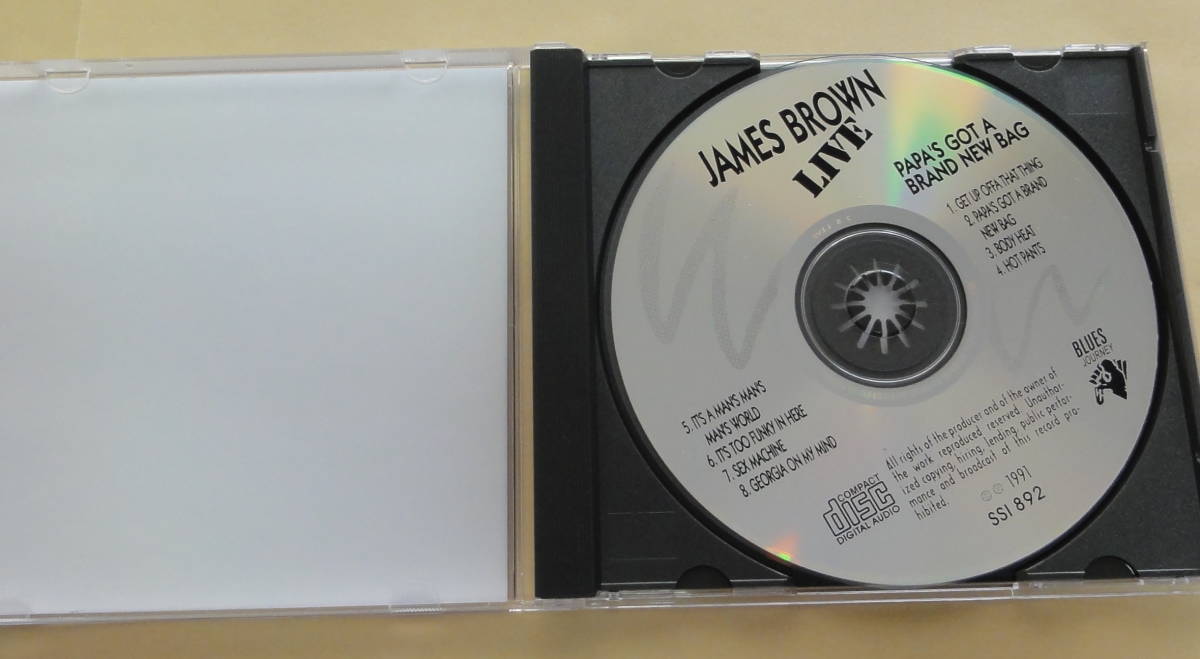 JAMES BROWN
LIVE
PAPA'S GOT A
BRAND NEW BAG
1. GET UP OFFA THAT THING
2. PAPA'S GOT A BRAND
NEW BAG
3. BODY HEAT
4. HOT PANTS
5. IT'S A MAN'S MAN'S
MAN'S WORLD
6. IT'S TOO FUNKY IN HERE
7. SEX MACHINE
8. GEORGIA ON MY MIND
BLUES
JOURNEY
COMPACT
disc
DIGITAL AUDIO
All rights of the producer and of the owner of
the work reproduced reserved. Unauthor-
ized copying, hiring, lending, public perfor-
mance and broadcast of this record pro-
hibited.
℗ © 1991
SSI 892